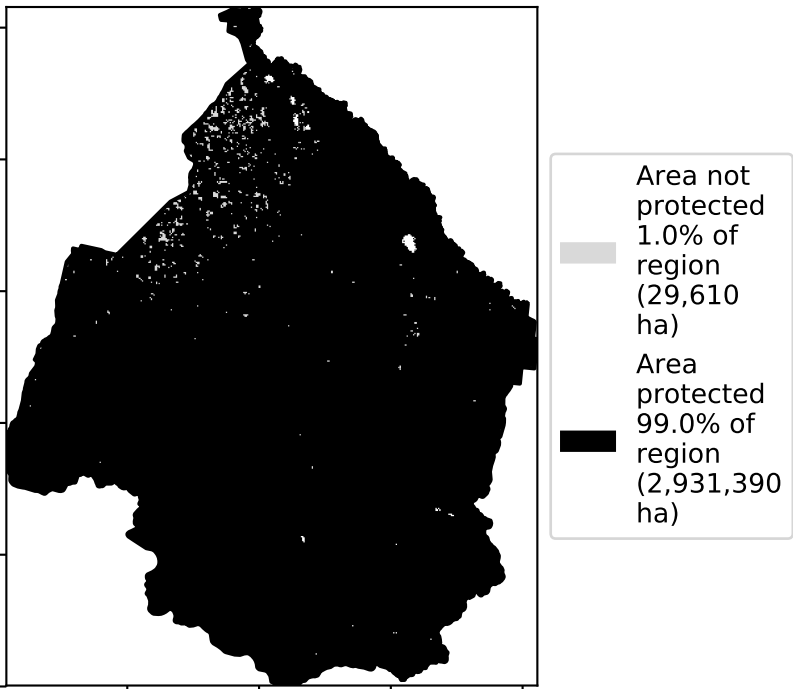 Area not
protected
1.0% of
region
(29,610
ha)
Area
protected
99.0% of
region
(2,931,390
ha)